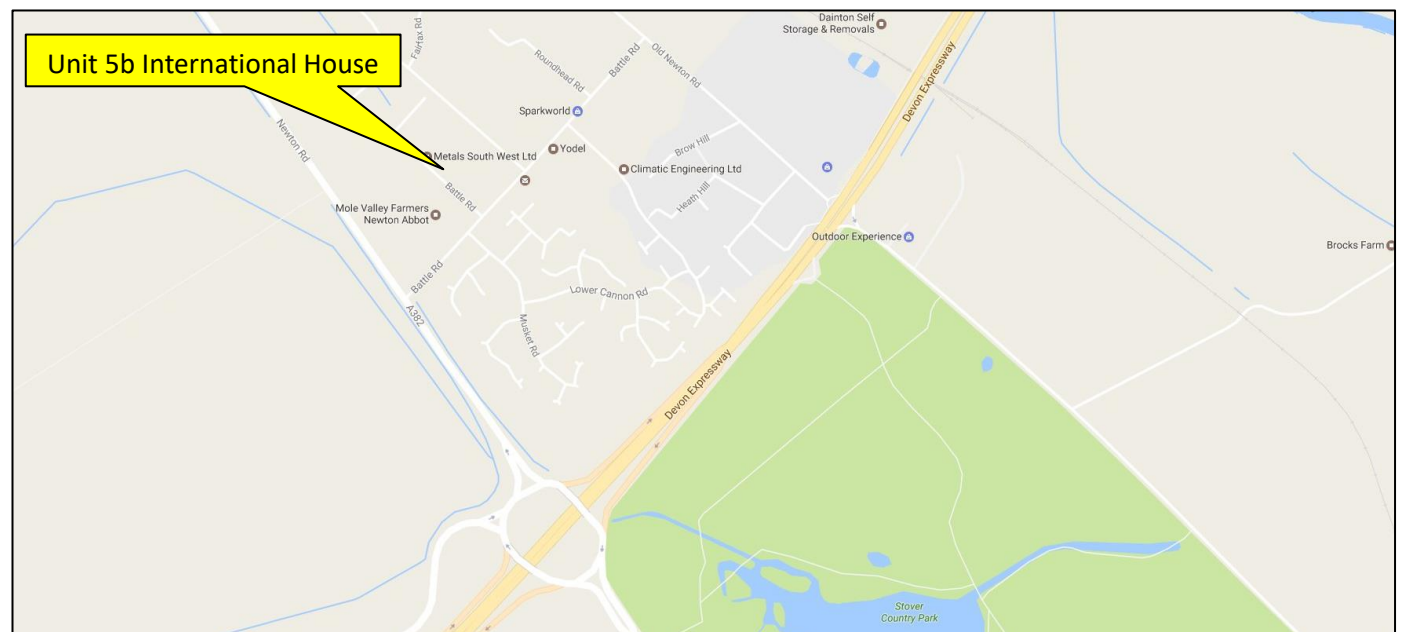 Dainton Self
Storage & Removals
Unit 5b International House
Fairfax Rd
Roundhead Rd
Battle Rd
Old Newton Rd
Devon Expressway
Sparkworld
Newton Rd
Metals South West Ltd
Yodel
Brow Hill
Climatic Engineering Ltd
Battle Rd
Heath Hill
Mole Valley Farmers
Newton Abbot
Outdoor Experience
Brocks Farm
Battle Rd
Lower Cannon Rd
A382
Musket Rd
Devon Expressway
Stover
Country Park